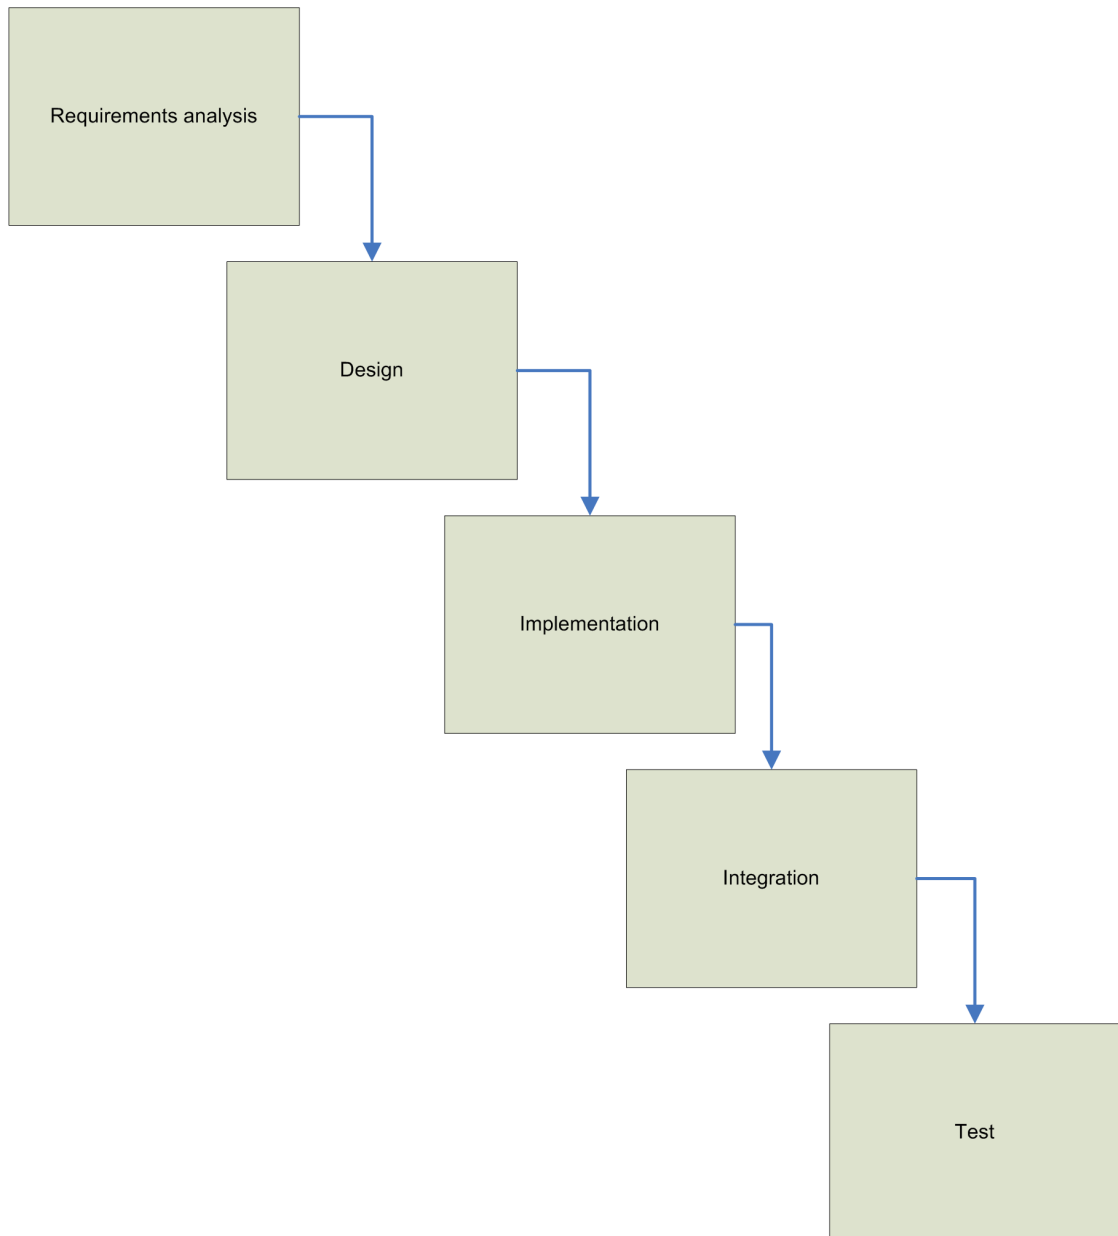 Requirements analysis
Design
Implementation
Integration
Test